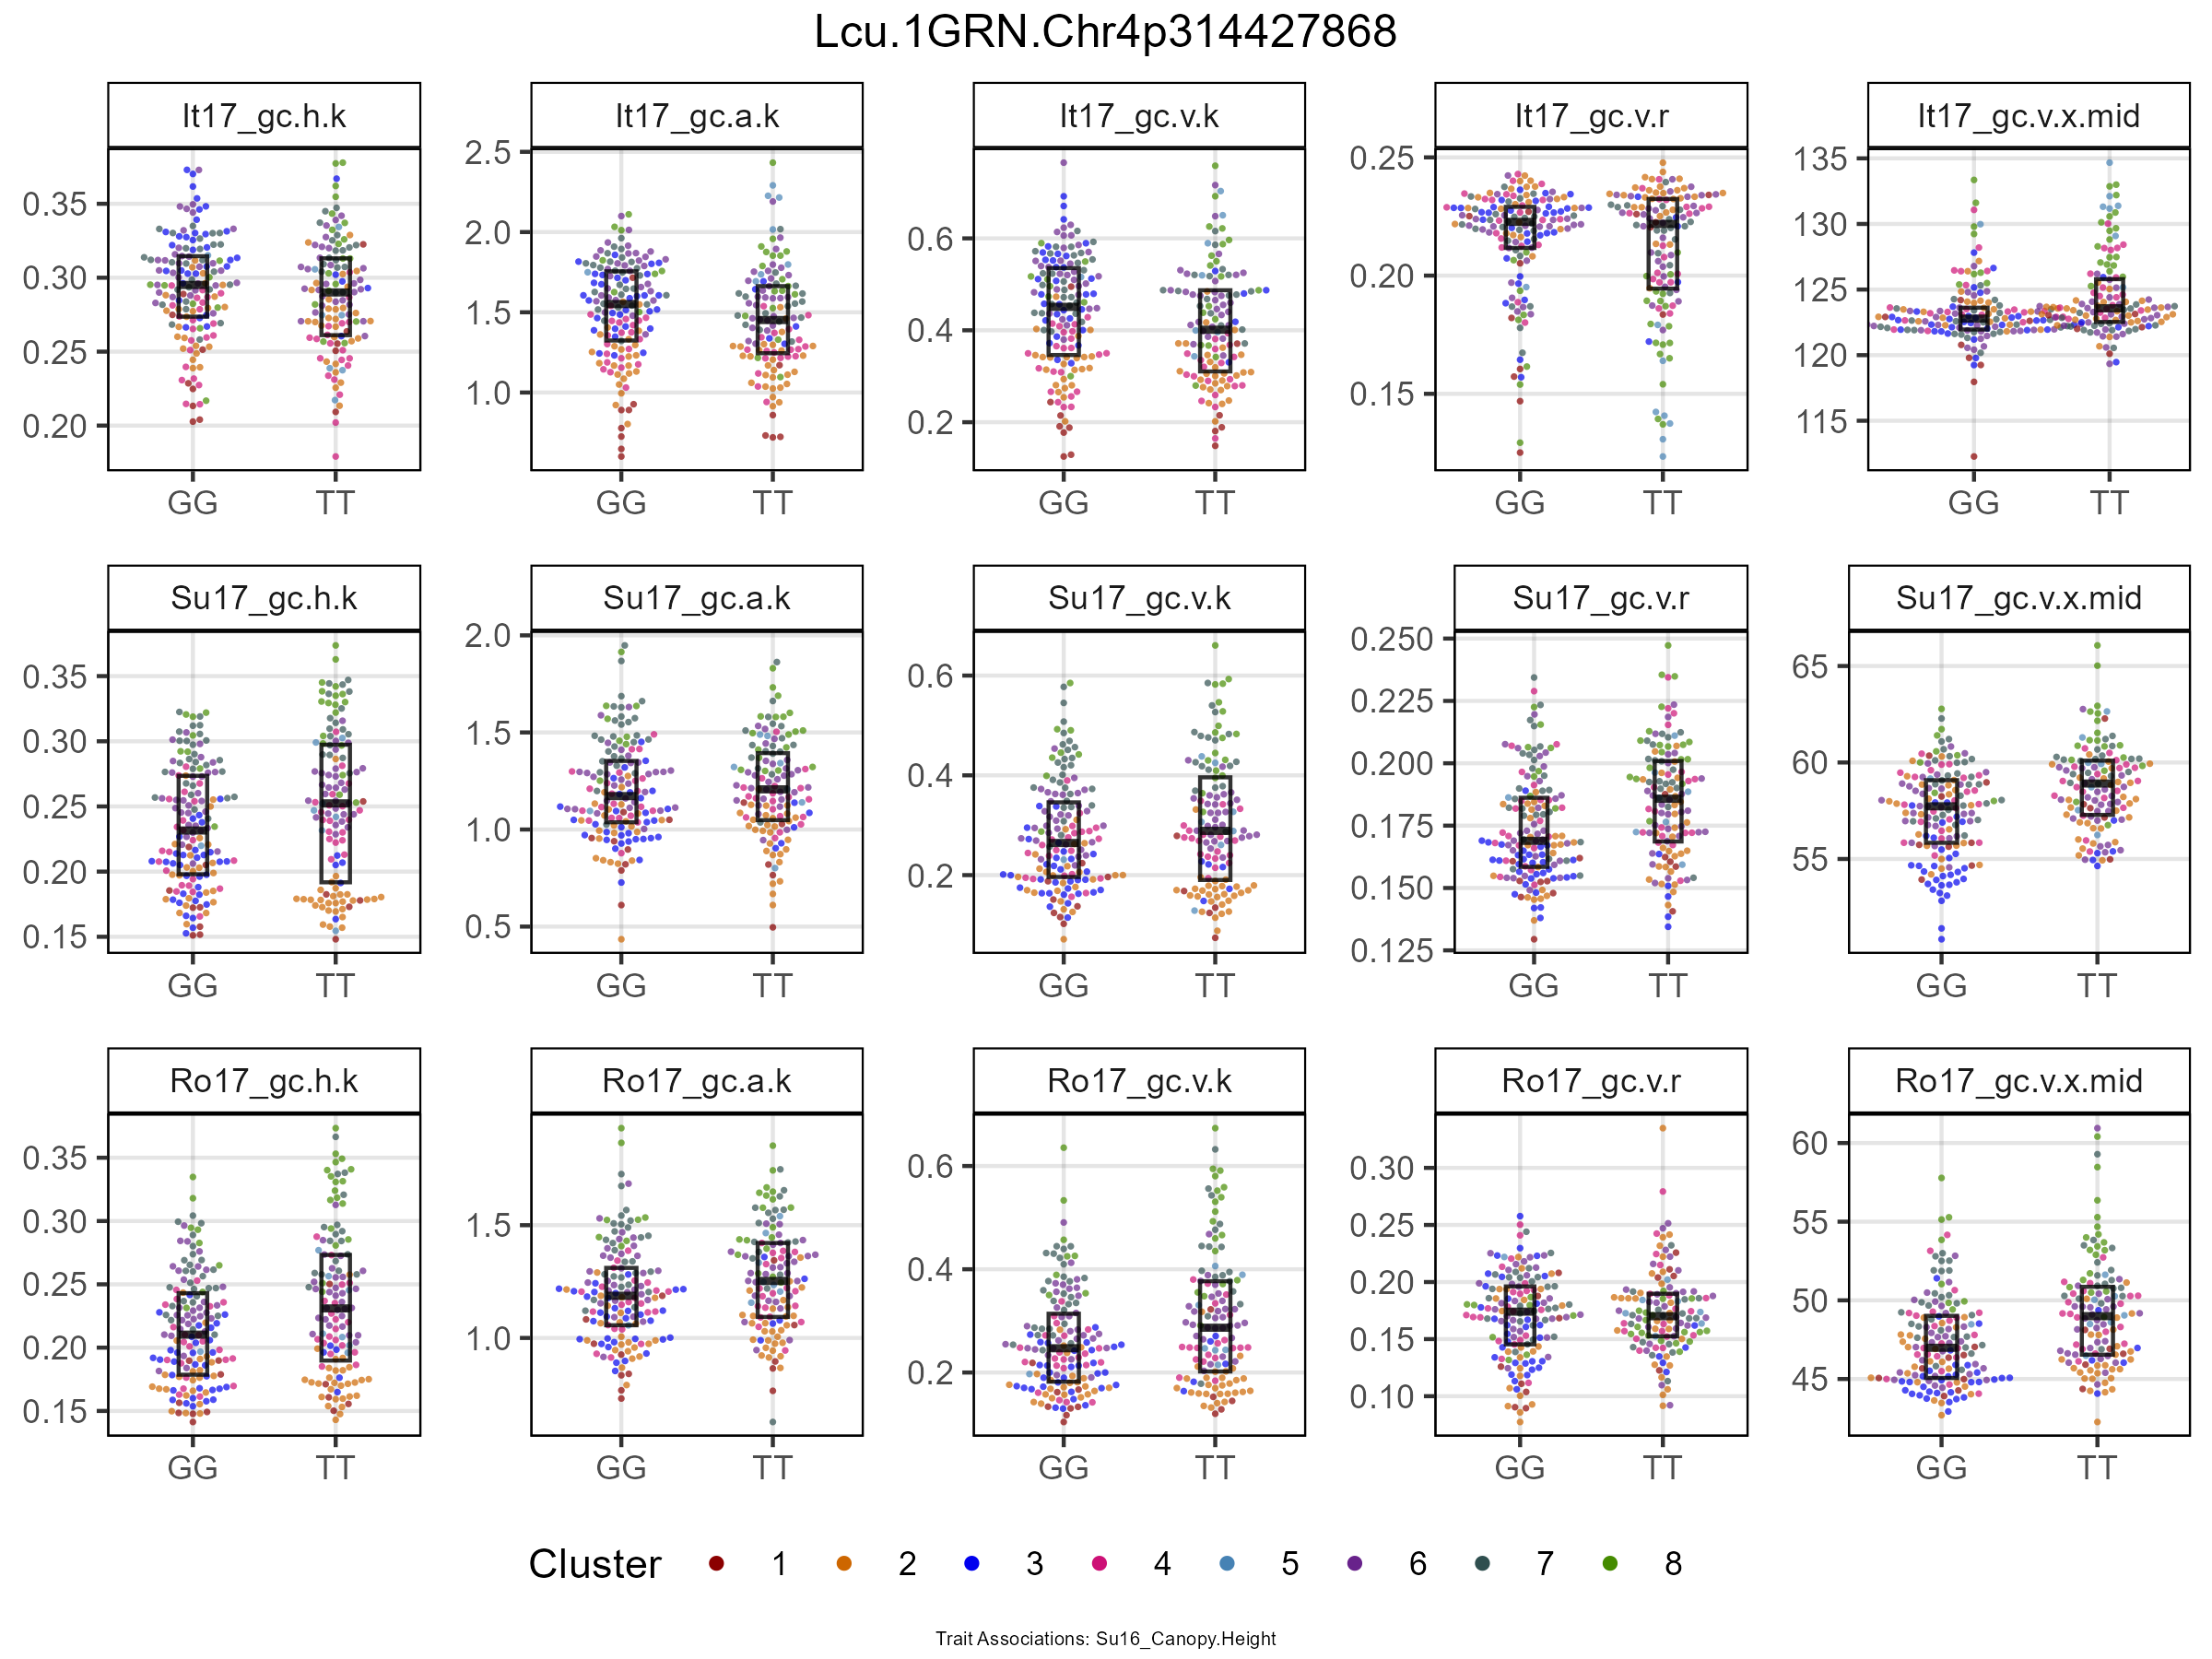 Lcu.1GRN.Chr4p314427868
It17_gc.h.k It17_gc.a.k It17_gc.v.k It17_gc.v.r It17_gc.v.x.mid
0.35 0.30 0.25 0.20
2.5 2.0 1.5 1.0
0.6 0.4 0.2
0.25 0.20 0.15
135 130 125 120 115
GG TT GG TT GG TT GG TT GG TT
Su17_gc.h.k Su17_gc.a.k Su17_gc.v.k Su17_gc.v.r Su17_gc.v.x.mid
0.35 0.30 0.25 0.20 0.15
2.0 1.5 1.0 0.5
0.6 0.4 0.2
0.250 0.225 0.200 0.175 0.150 0.125
65 60 55
GG TT GG TT GG TT GG TT GG TT
Ro17_gc.h.k Ro17_gc.a.k Ro17_gc.v.k Ro17_gc.v.r Ro17_gc.v.x.mid
0.35 0.30 0.25 0.20 0.15
1.5 1.0
0.6 0.4 0.2
0.30 0.25 0.20 0.15 0.10
60 55 50 45
GG TT GG TT GG TT GG TT GG TT
Cluster 1 2 3 4 5 6 7 8
Trait Associations: Su16_Canopy.Height